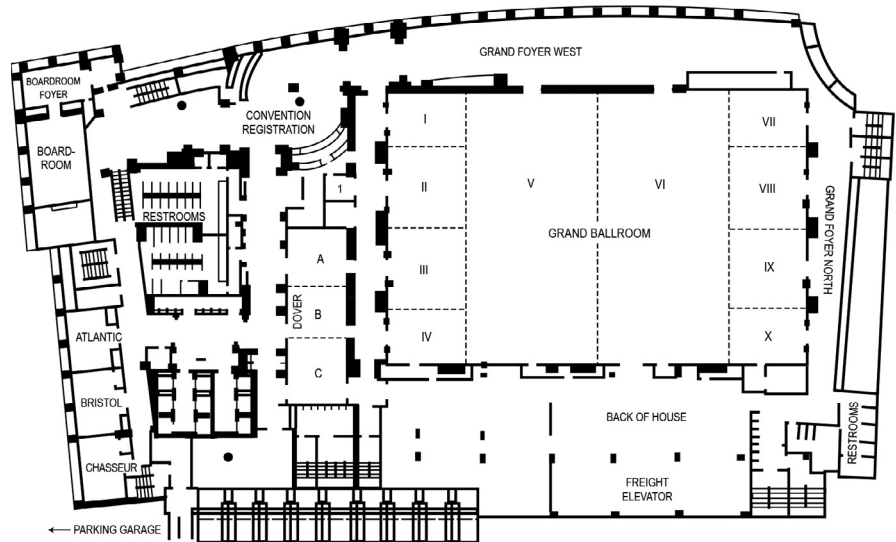 GRAND FOYER WEST
BOARDROOM
FOYER
CONVENTION
REGISTRATION
BOARD-
ROOM
I
VII
1
II
V
VI
VIII
RESTROOMS
GRAND BALLROOM
GRAND FOYER NORTH
A
III
IX
DOVER
B
ATLANTIC
IV
X
C
BRISTOL
BACK OF HOUSE
RESTROOMS
CHASSEUR
FREIGHT
ELEVATOR
← PARKING GARAGE